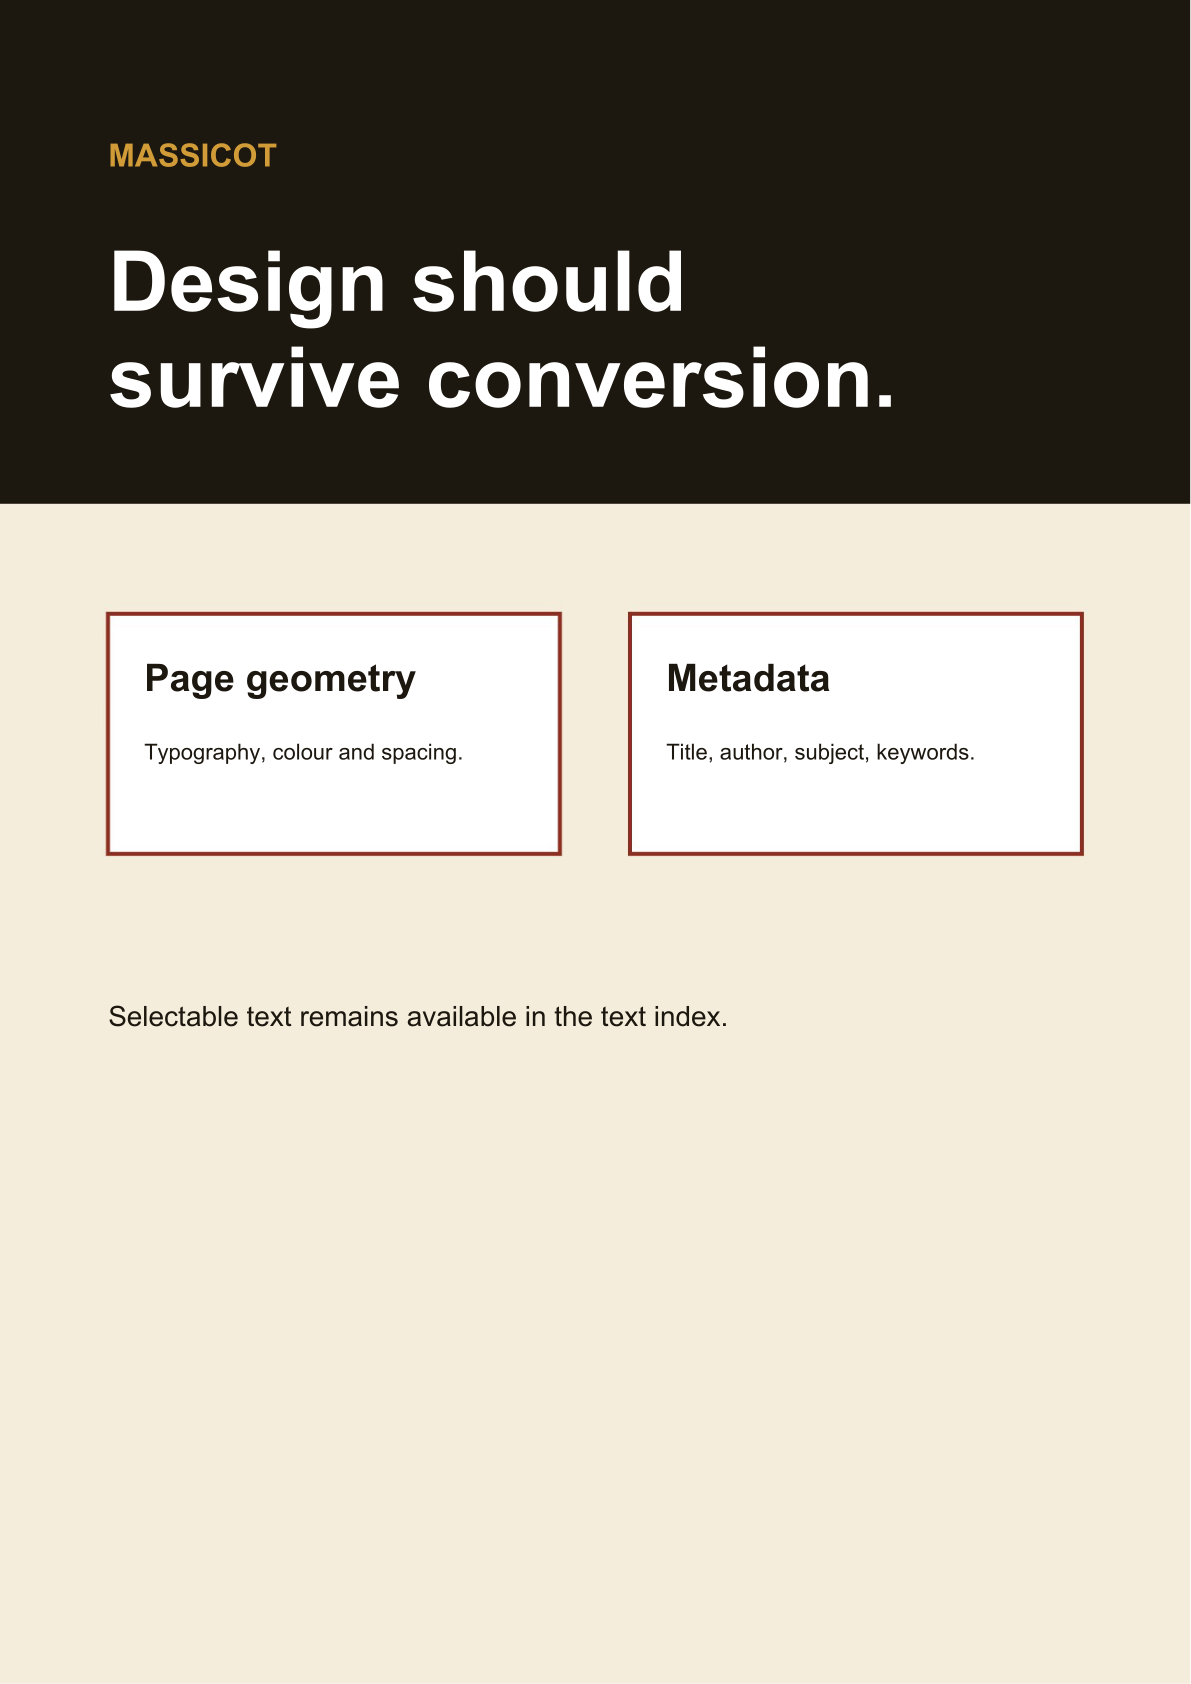 MASSICOT
Design should
survive conversion.
Page geometry
Typography, colour and spacing.
Metadata
Title, author, subject, keywords.
Selectable text remains available in the text index.